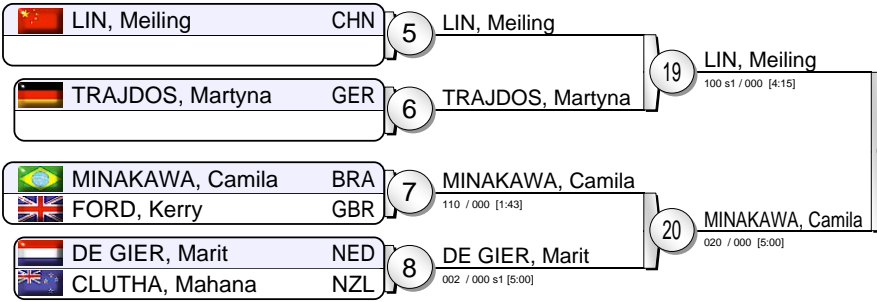 LIN, Meiling CHN
5
LIN, Meiling
TRAJDOS, Martyna GER
6
TRAJDOS, Martyna
19
LIN, Meiling
100 s1 / 000 [4:15]
MINAKAWA, Camila BRA
FORD, Kerry GBR
7
MINAKAWA, Camila
110 / 000 [1:43]
DE GIER, Marit NED
CLUTHA, Mahana NZL
8
DE GIER, Marit
002 / 000 s1 [5:00]
20
MINAKAWA, Camila
020 / 000 [5:00]